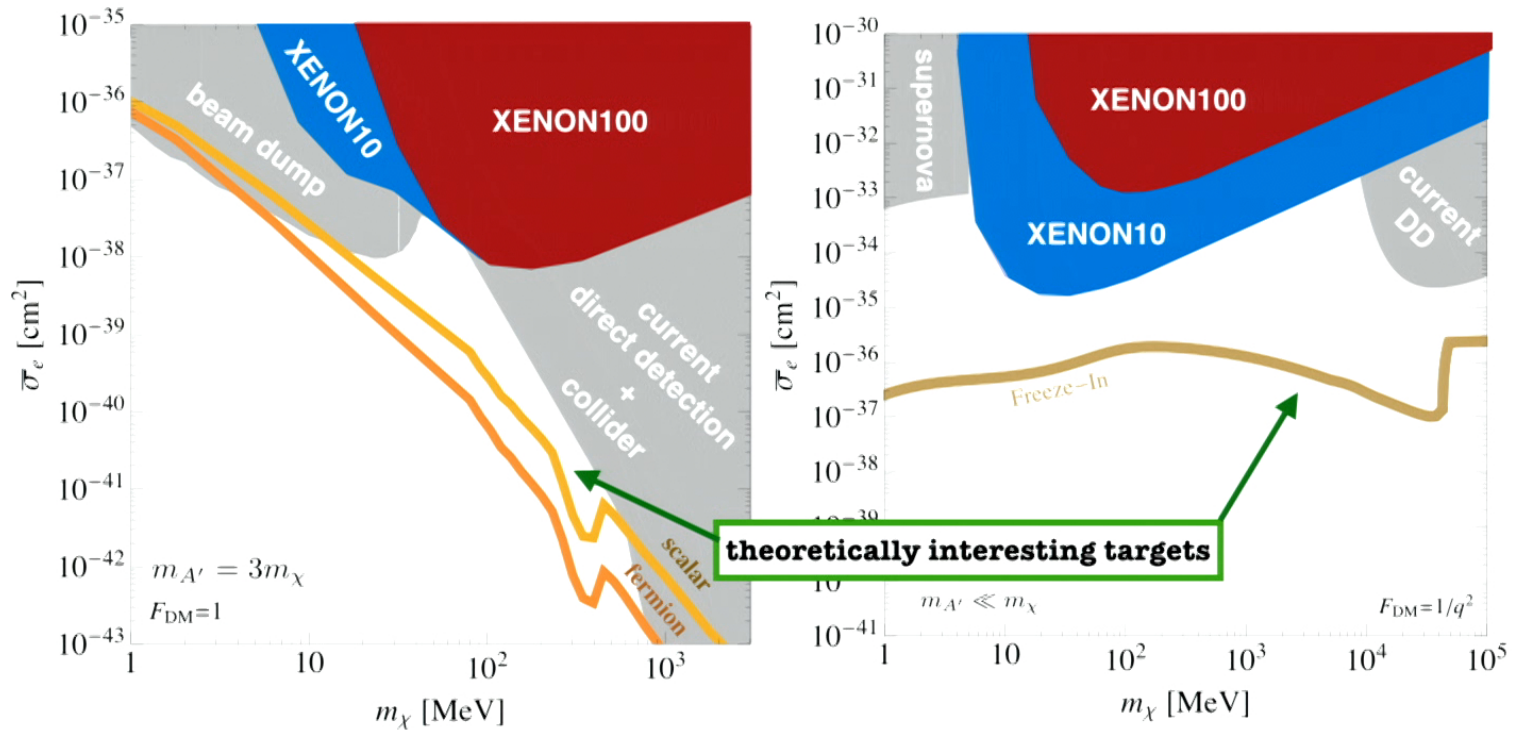 10−35
10−36
10−37
10−38
10−39
10−40
10−41
10−42
10−43
σ̅e [cm2]
beam dump
XENON10
XENON100
current
direct detection
+
collider
scalar
fermion
mA′ = 3mχ
FDM=1
1
10
102
103
mχ [MeV]
10−30
10−31
10−32
10−33
10−34
10−35
10−36
10−37
10−38
10−41
σ̅e [cm2]
supernova
XENON100
XENON10
current
DD
Freeze−In
theoretically interesting targets
mA′ ≪ mχ
FDM=1/q2
1
10
102
103
104
105
mχ [MeV]